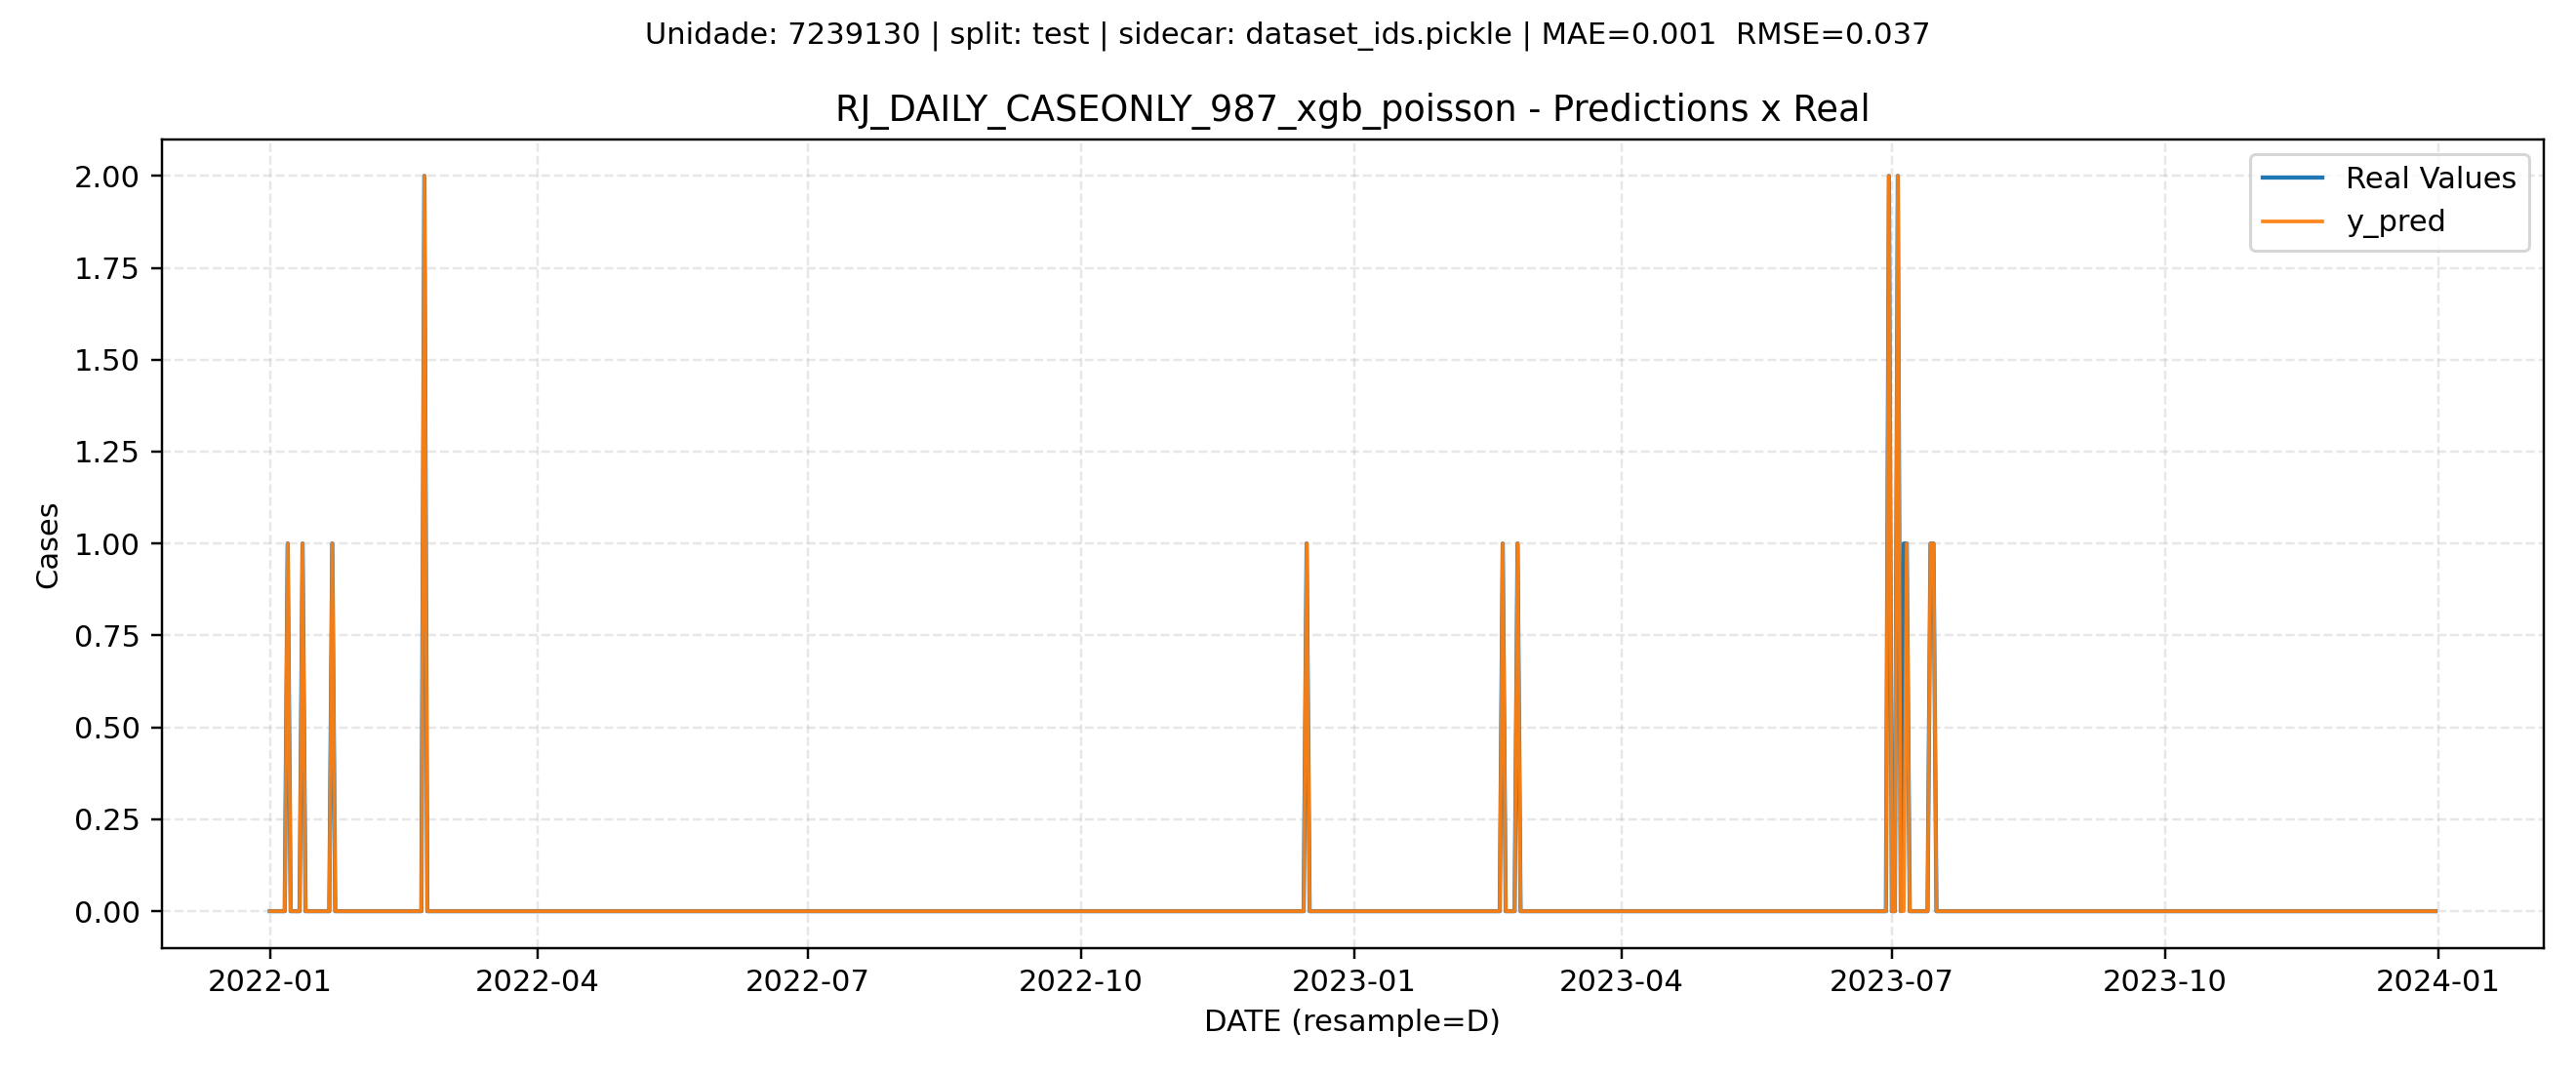 Unidade: 7239130 | split: test | sidecar: dataset_ids.pickle | MAE=0.001  RMSE=0.037
RJ_DAILY_CASEONLY_987_xgb_poisson - Predictions x Real
Real Values
y_pred
Cases
2.00
1.75
1.50
1.25
1.00
0.75
0.50
0.25
0.00
2022-01 2022-04 2022-07 2022-10 2023-01 2023-04 2023-07 2023-10 2024-01
DATE (resample=D)